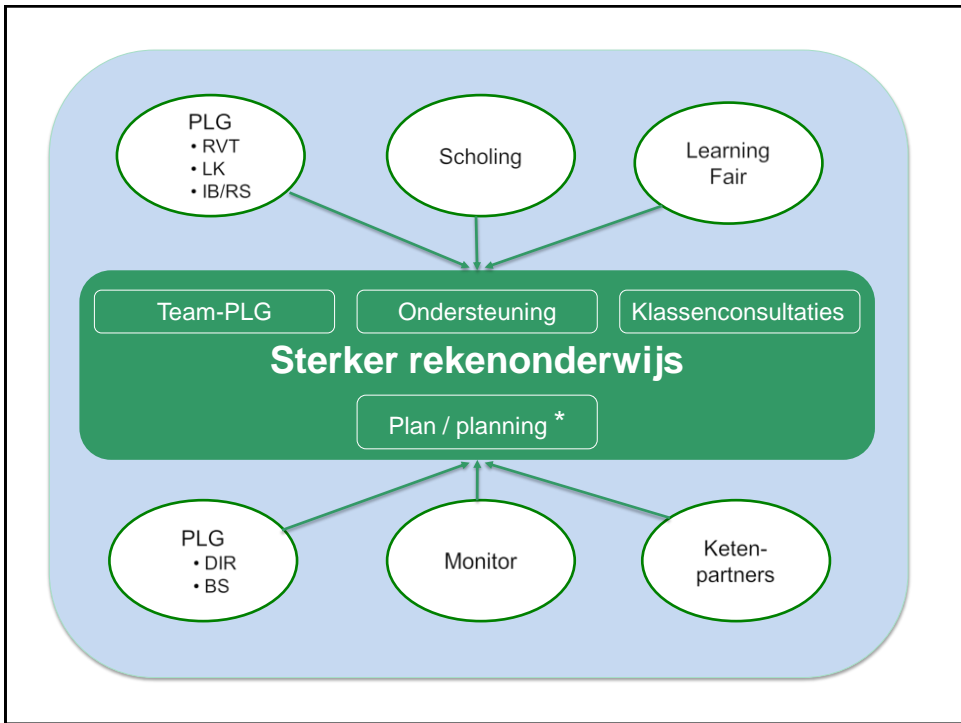 PLG
• RVT
• LK
• IB/RS
Scholing
Learning
Fair
Team-PLG
Ondersteuning
Klassenconsultaties
Sterker rekenonderwijs
Plan / planning *
PLG
• DIR
• BS
Monitor
Keten-
partners